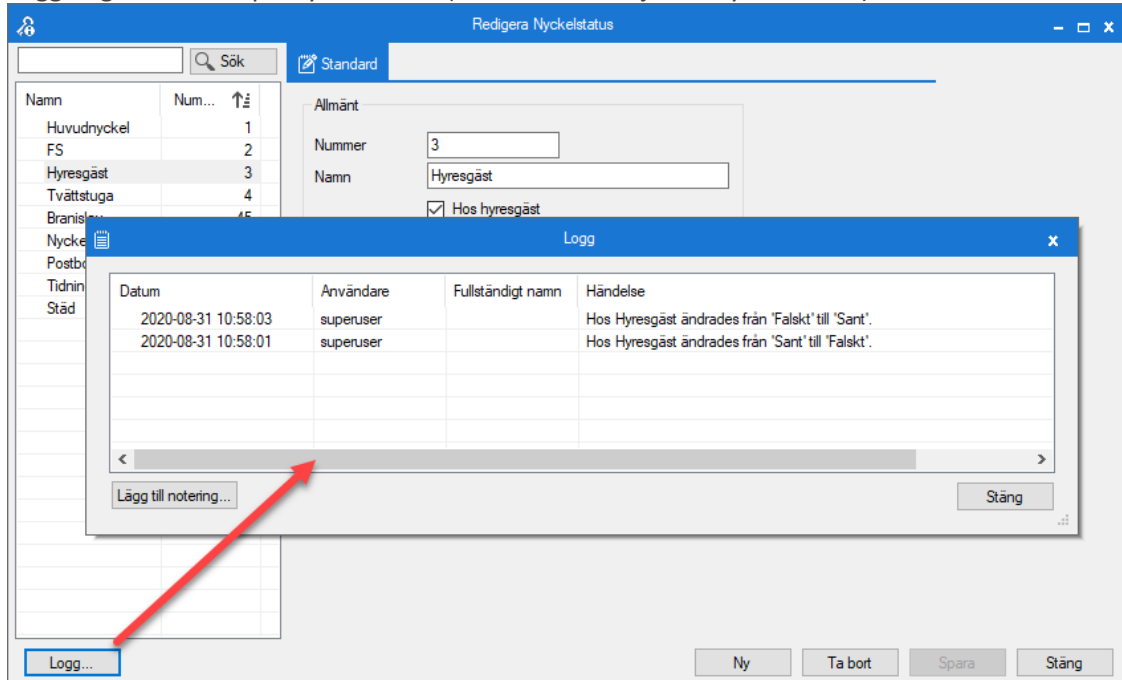 Redigera Nyckelstatus
Sök
Standard
Namn Num...
Huvudnyckel 1
FS 2
Hyresgäst 3
Tvättstuga 4
Allmänt
Nummer 3
Namn Hyresgäst
Hos hyresgäst
Städ
Logg
Datum Användare Fullständigt namn Händelse
2020-08-31 10:58:03 superuser Hos Hyresgäst ändrades från 'Falskt' till 'Sant'.
2020-08-31 10:58:01 superuser Hos Hyresgäst ändrades från 'Sant' till 'Falskt'.
Lägg till notering...
Stäng
Logg...
Ny
Ta bort
Spara
Stäng